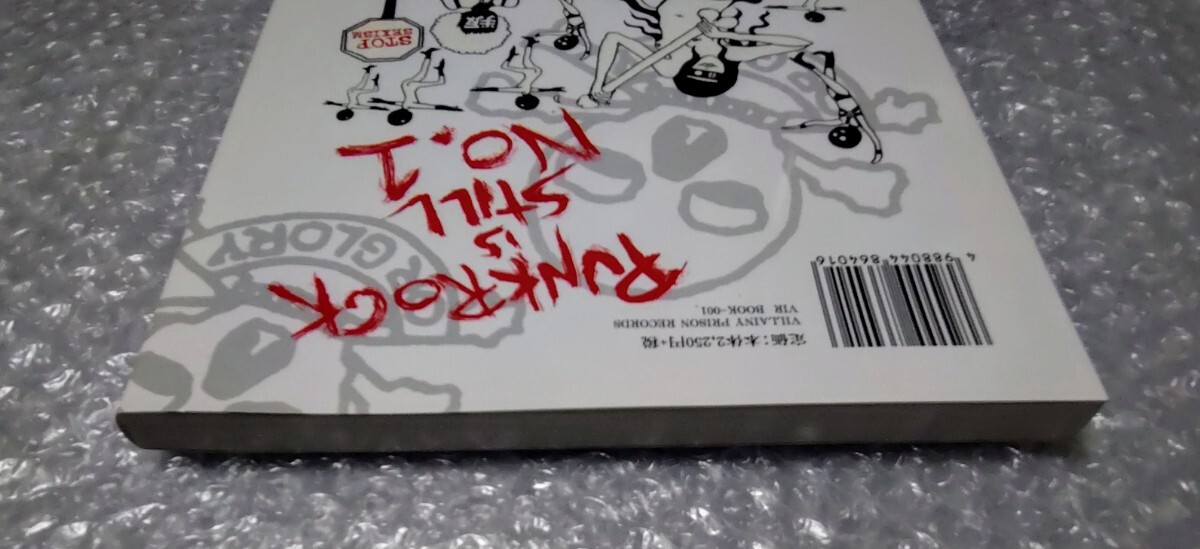 定価：本体2,250円+税
VILLAINY PRISON RECORDS
VIR BOOK-001.
4 988044 864016
PUNK ROCK
is
STILL
No.1
GLORY
STOP
SEXISM